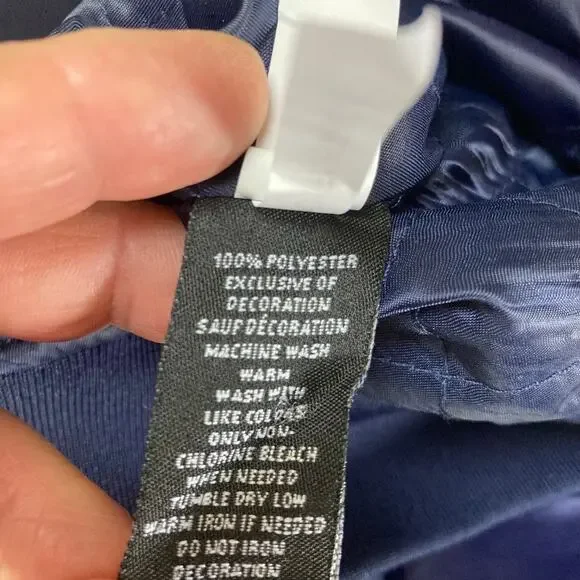 100% POLYESTER
EXCLUSIVE OF
DECORATION
SAUF DÉCORATION
MACHINE WASH
WARM
WASH WITH
LIKE COLORS
ONLY NON-
CHLORINE BLEACH
WHEN NEEDED
TUMBLE DRY LOW
WARM IRON IF NEEDED
DO NOT IRON
DECORATION